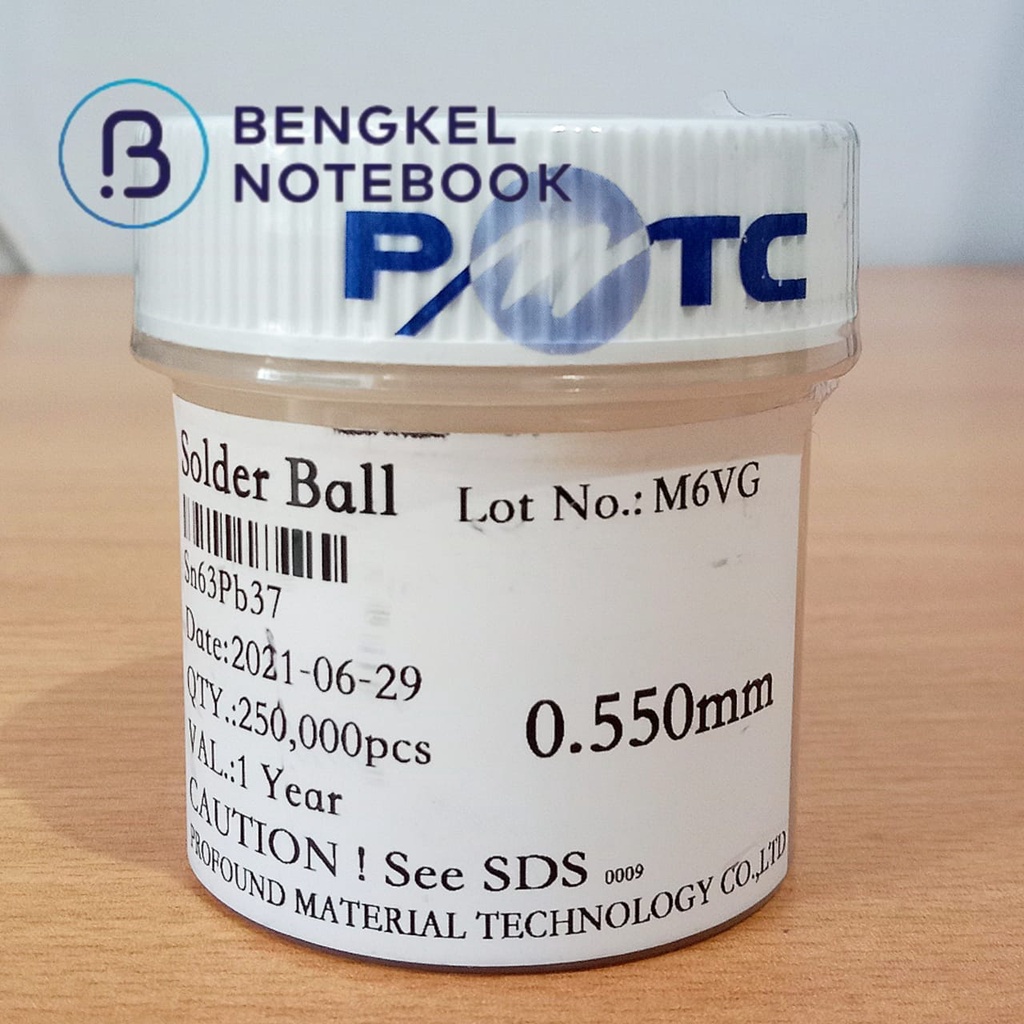 BENGKEL
NOTEBOOK
PMTC
Solder Ball
Lot No.: M6VG
Sn63Pb37
Date:2021-06-29
QTY.:250,000pcs
0.550mm
VAL.:1 Year
CAUTION ! See SDS 0009
PROFOUND MATERIAL TECHNOLOGY CO.,LTD